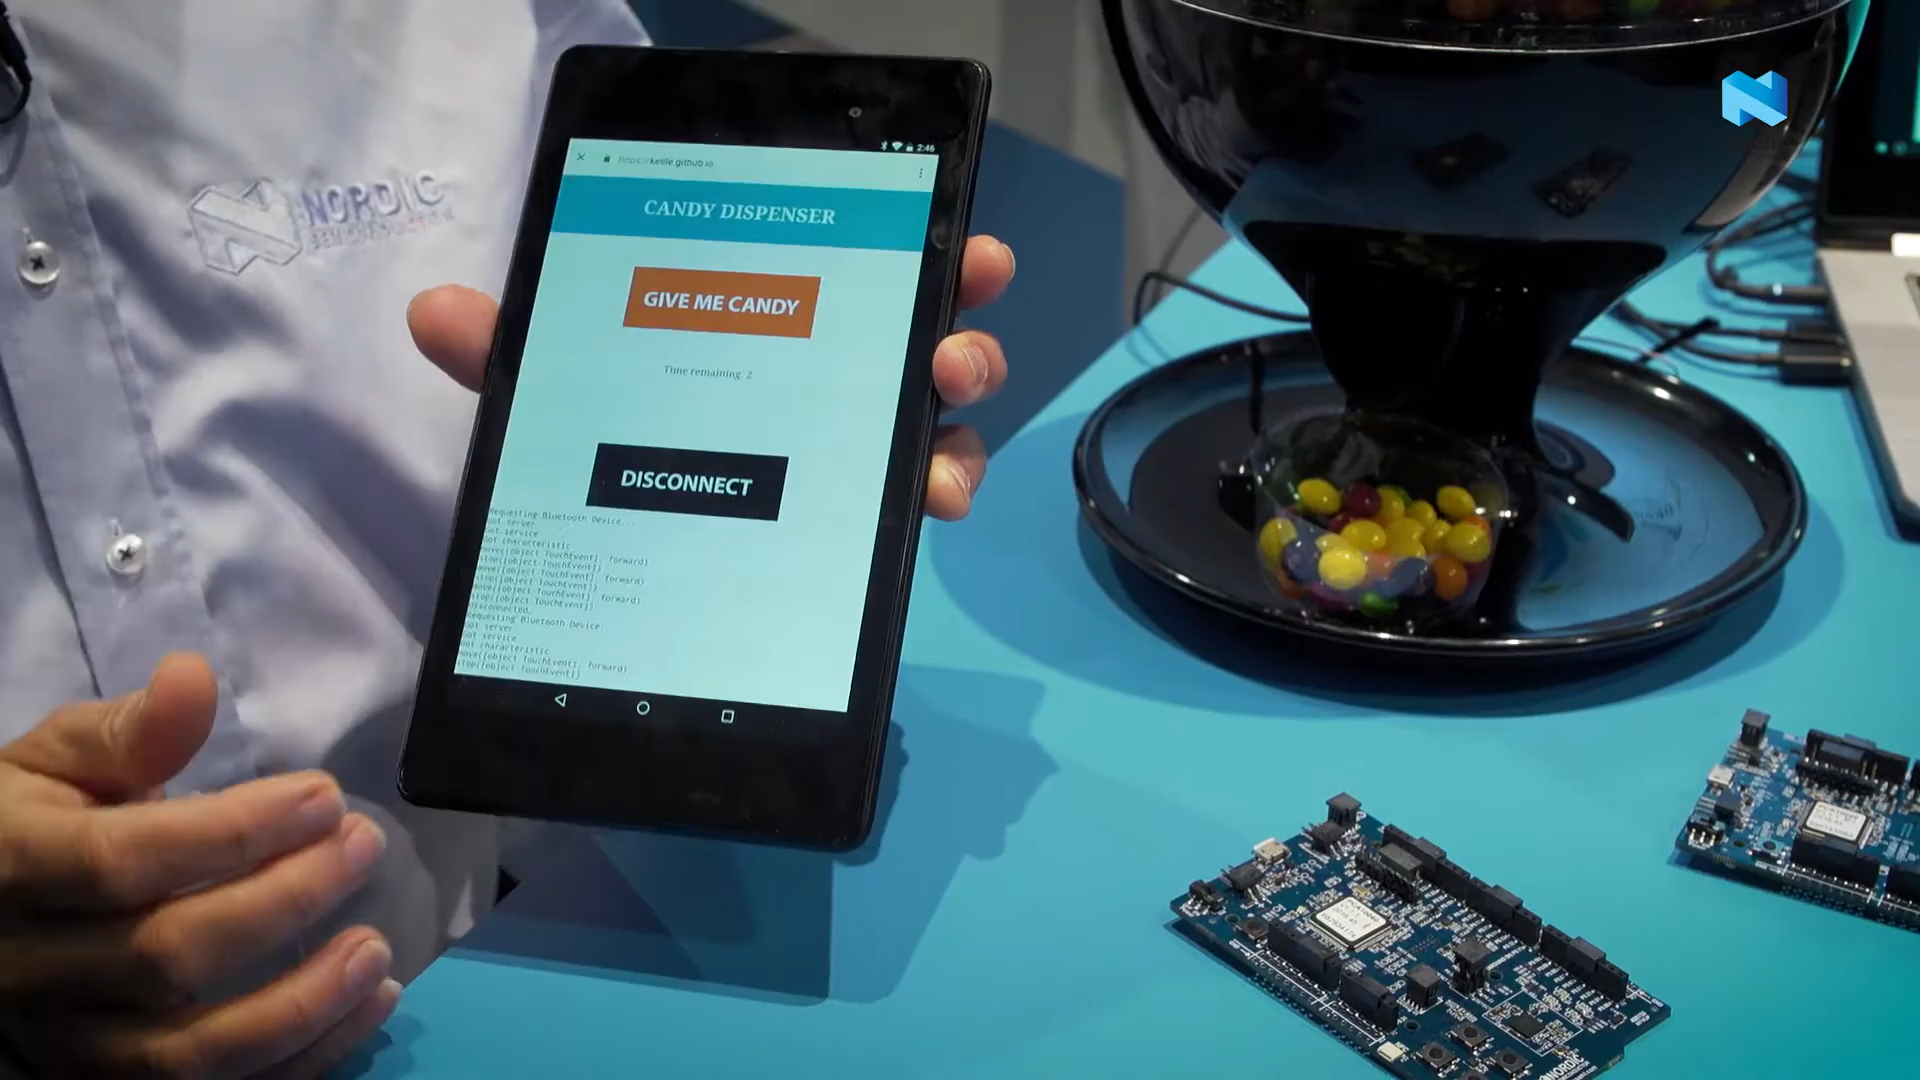 NORDIC
SEMICONDUCTOR
2:46
https://ketile.github.io
CANDY DISPENSER
GIVE ME CANDY
Time remaining: 2
DISCONNECT
Requesting Bluetooth Device...
Got server
Got service
Got characteristic
move([object TouchEvent], forward)
stop([object TouchEvent])
move([object TouchEvent], forward)
stop([object TouchEvent])
move([object TouchEvent], forward)
stop([object TouchEvent])
Disconnected.
Requesting Bluetooth Device...
Got server
Got service
Got characteristic
move([object TouchEvent], forward)
stop([object TouchEvent])
NORDIC